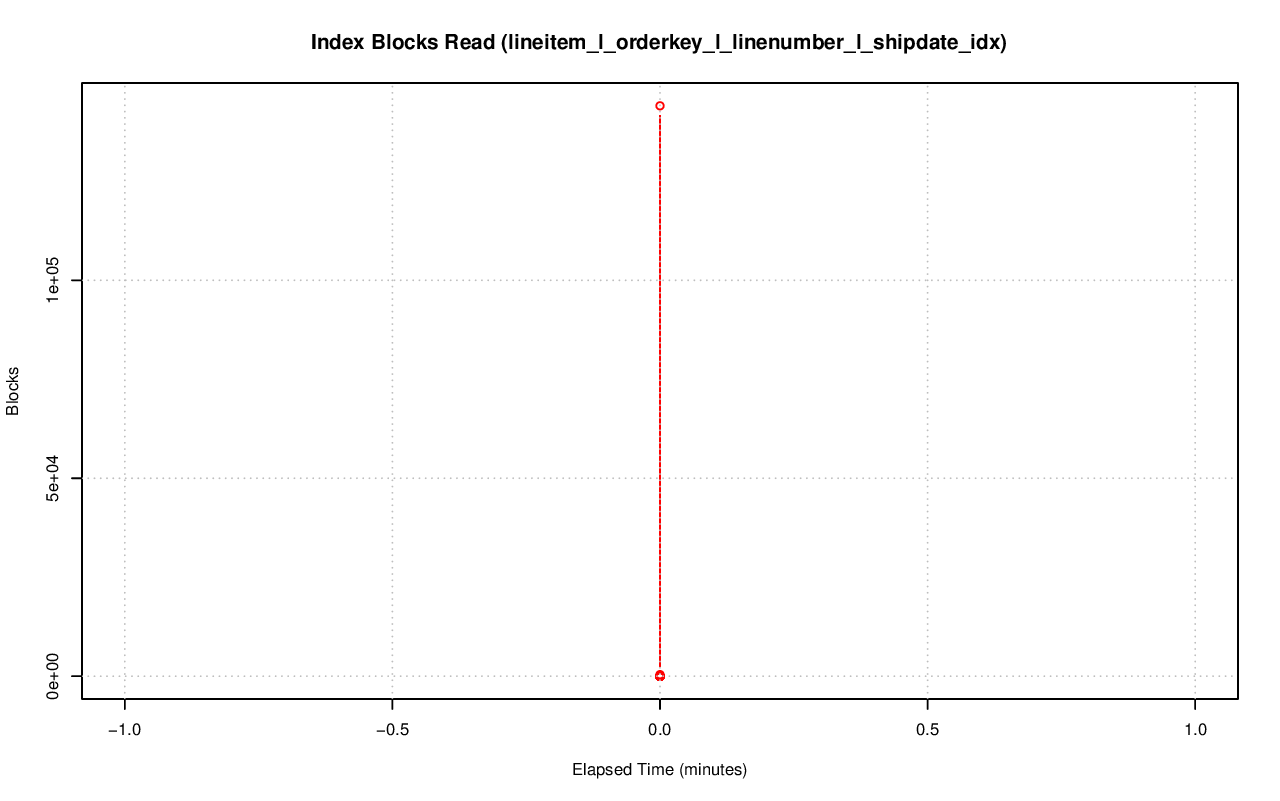 Index Blocks Read (lineitem_l_orderkey_l_linenumber_l_shipdate_idx)
1e+05
Blocks
5e+04
0e+00
−1.0 −0.5 0.0 0.5 1.0
Elapsed Time (minutes)